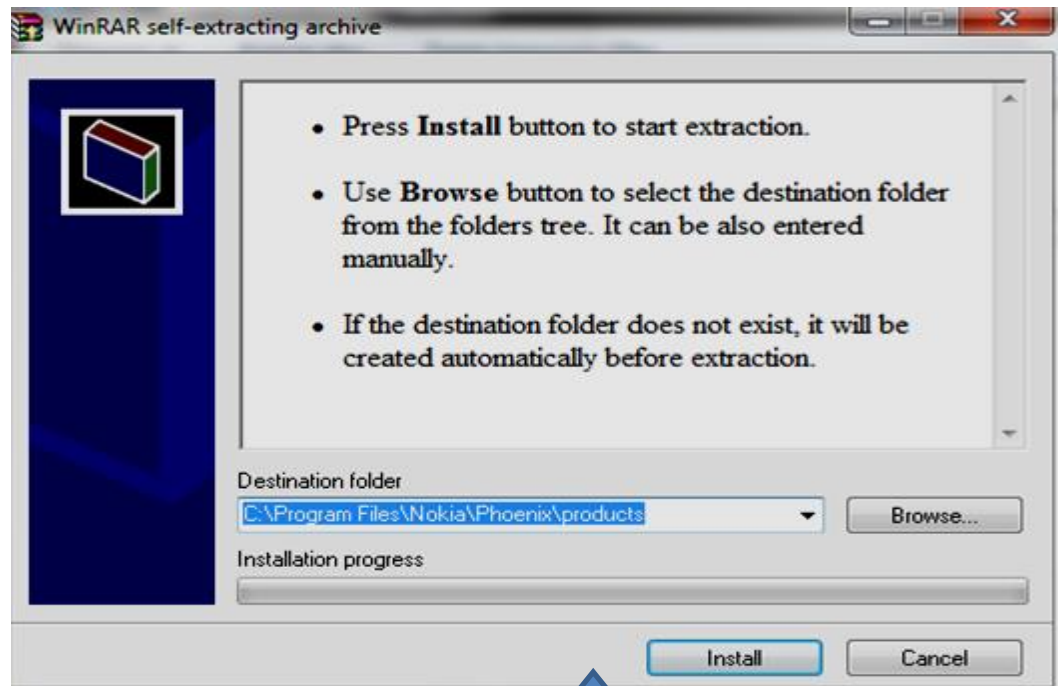 WinRAR self-extracting archive
• Press Install button to start extraction.
• Use Browse button to select the destination folder
from the folders tree. It can be also entered
manually.
• If the destination folder does not exist, it will be
created automatically before extraction.
Destination folder
C:\Program Files\Nokia\Phoenix\products
Browse...
Installation progress
Install
Cancel